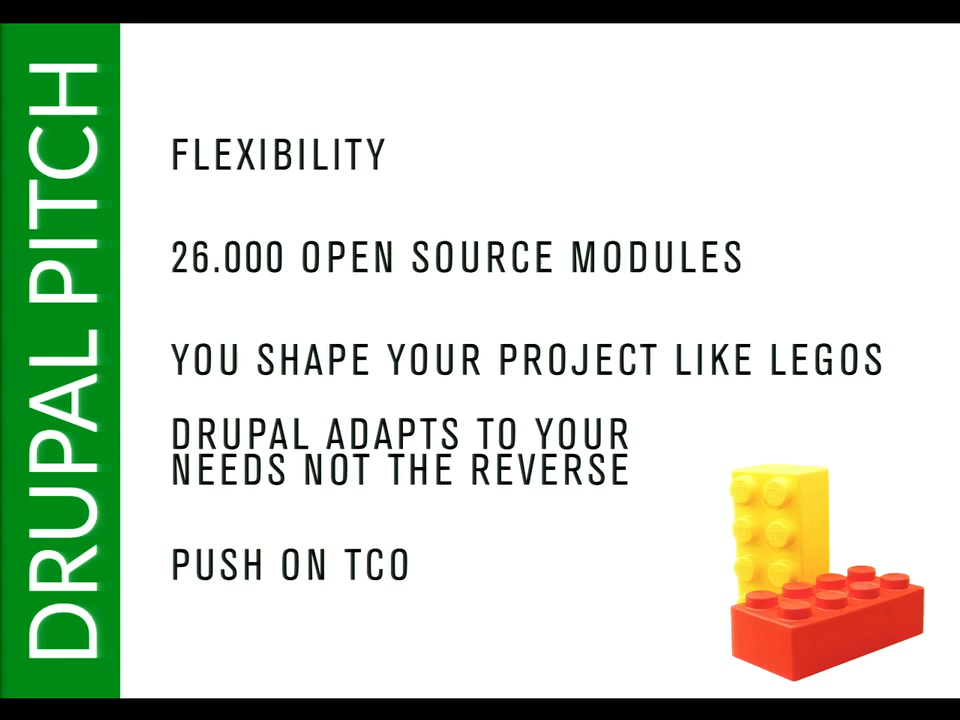 DRUPAL PITCH
FLEXIBILITY
26.000 OPEN SOURCE MODULES
YOU SHAPE YOUR PROJECT LIKE LEGOS
DRUPAL ADAPTS TO YOUR
NEEDS NOT THE REVERSE
PUSH ON TCO